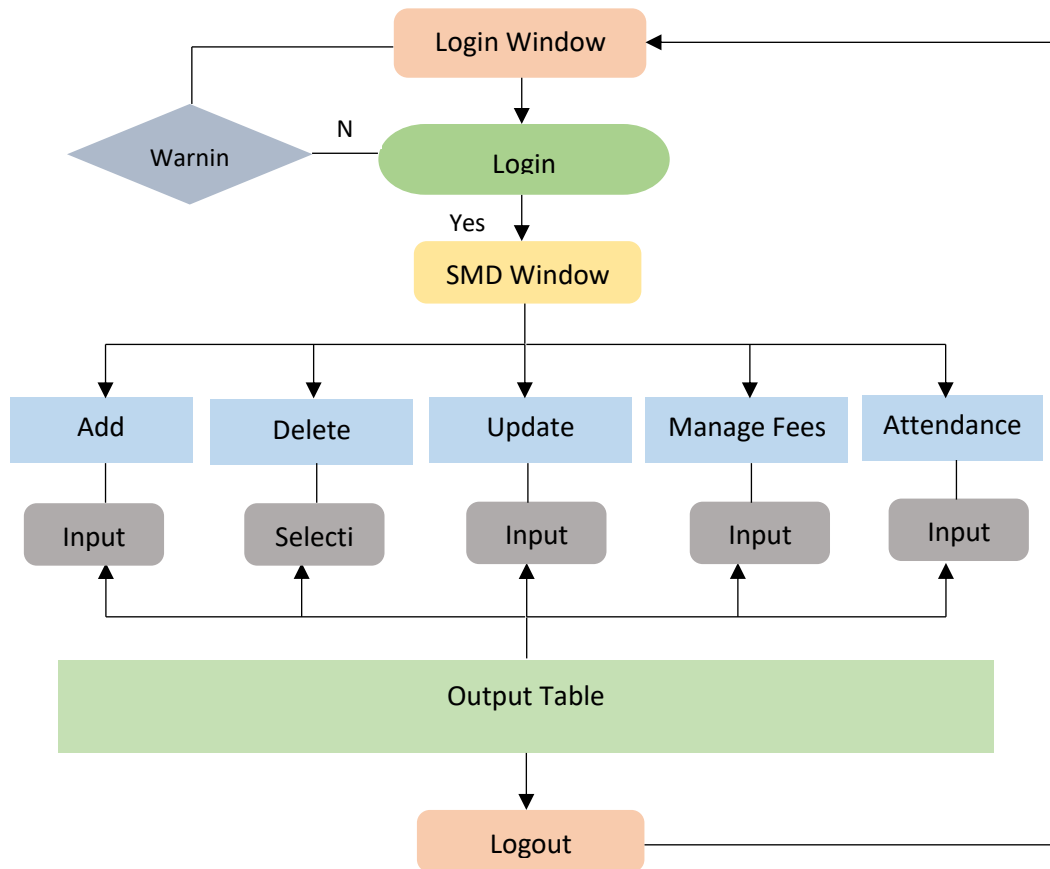 Login Window
N
Warnin
Login
Yes
SMD Window
Add
Delete
Update
Manage Fees
Attendance
Input
Selecti
Input
Input
Input
Output Table
Logout